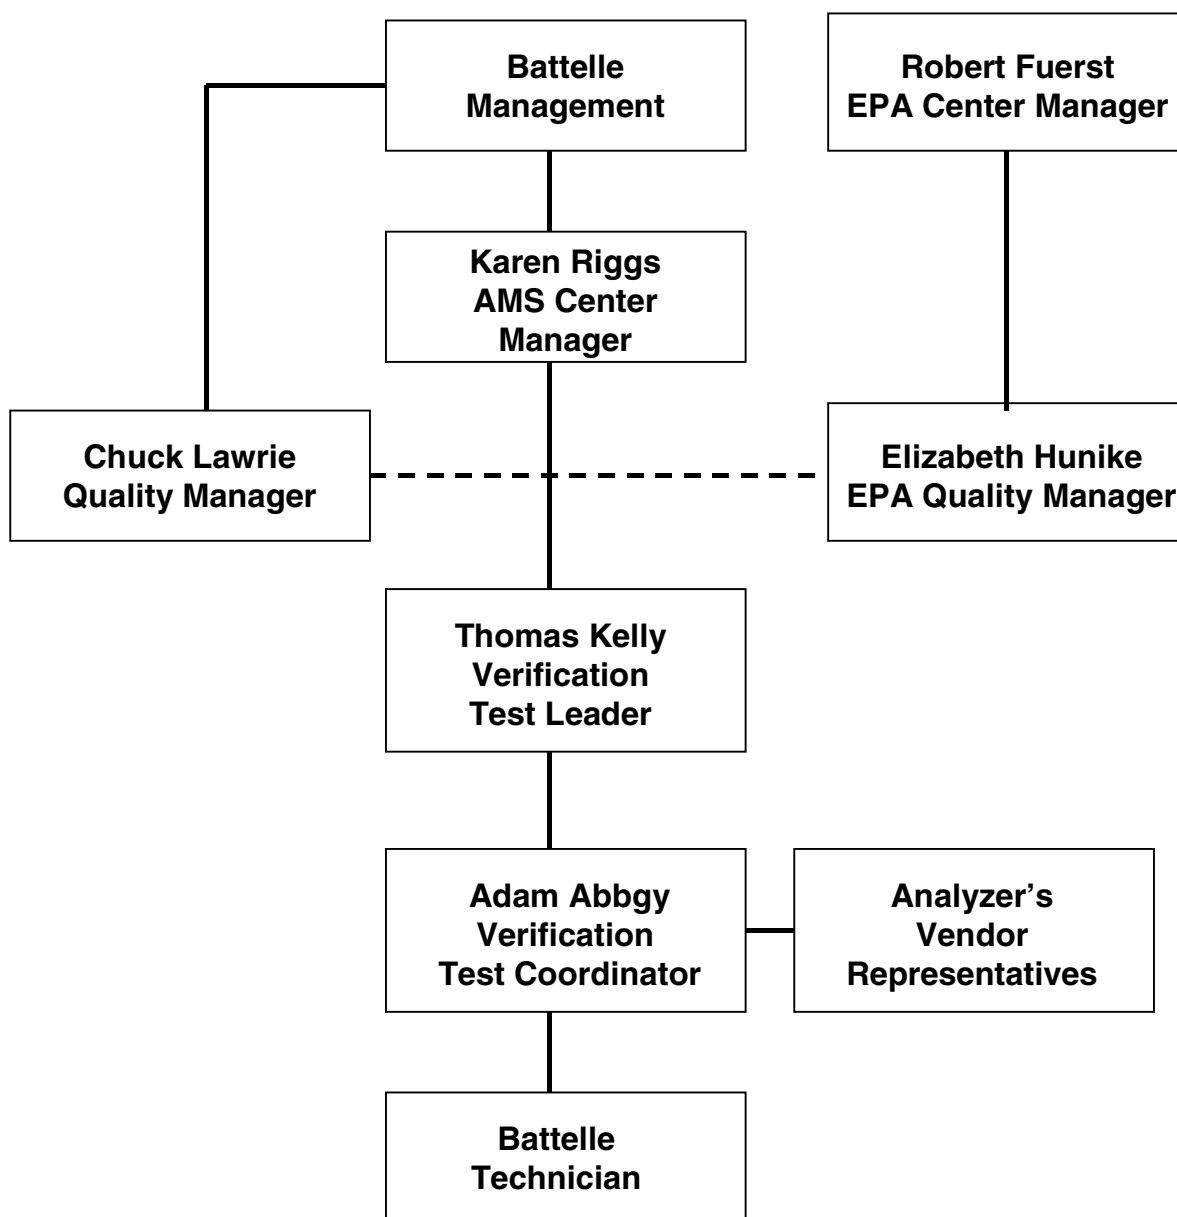 Battelle
Management
Robert Fuerst
EPA Center Manager
Karen Riggs
AMS Center
Manager
Chuck Lawrie
Quality Manager
Elizabeth Hunike
EPA Quality Manager
Thomas Kelly
Verification
Test Leader
Adam Abbgy
Verification
Test Coordinator
Analyzer’s
Vendor
Representatives
Battelle
Technician